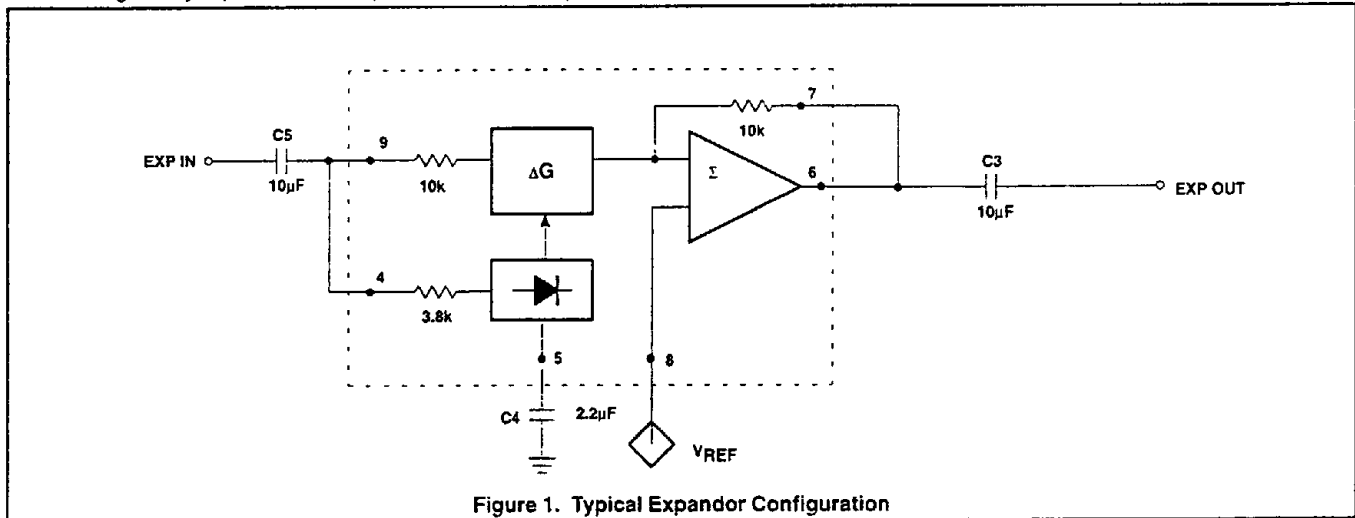 EXP IN
C5
10µF
9
10k
ΔG
7
10k
Σ
6
C3
10µF
EXP OUT
4
3.8k
5
8
C4
2.2µF
VREF
Figure 1. Typical Expandor Configuration